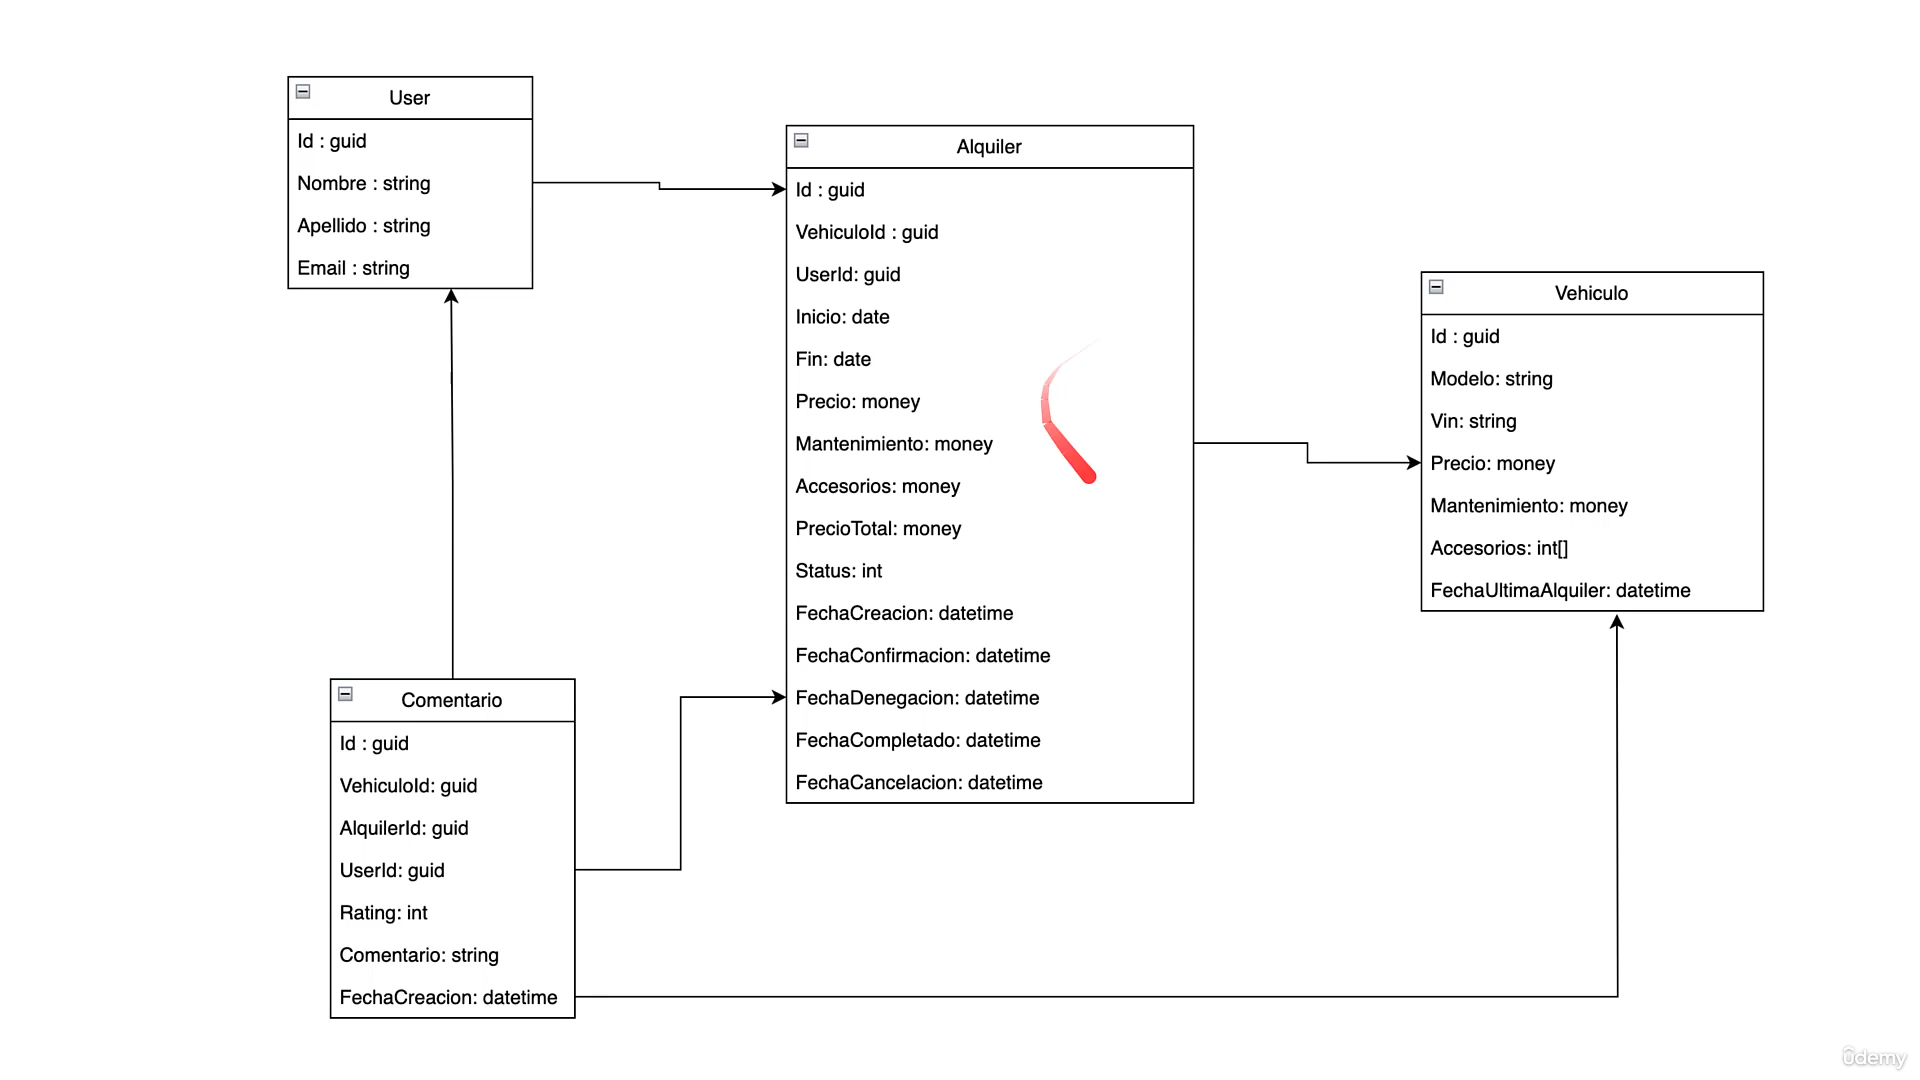 User
Id : guid
Nombre : string
Apellido : string
Email : string
Alquiler
Id : guid
VehiculoId : guid
UserId: guid
Inicio: date
Fin: date
Precio: money
Mantenimiento: money
Accesorios: money
PrecioTotal: money
Status: int
FechaCreacion: datetime
FechaConfirmacion: datetime
FechaDenegacion: datetime
FechaCompletado: datetime
FechaCancelacion: datetime
Vehiculo
Id : guid
Modelo: string
Vin: string
Precio: money
Mantenimiento: money
Accesorios: int[]
FechaUltimaAlquiler: datetime
Comentario
Id : guid
VehiculoId: guid
AlquilerId: guid
UserId: guid
Rating: int
Comentario: string
FechaCreacion: datetime
ûdemy